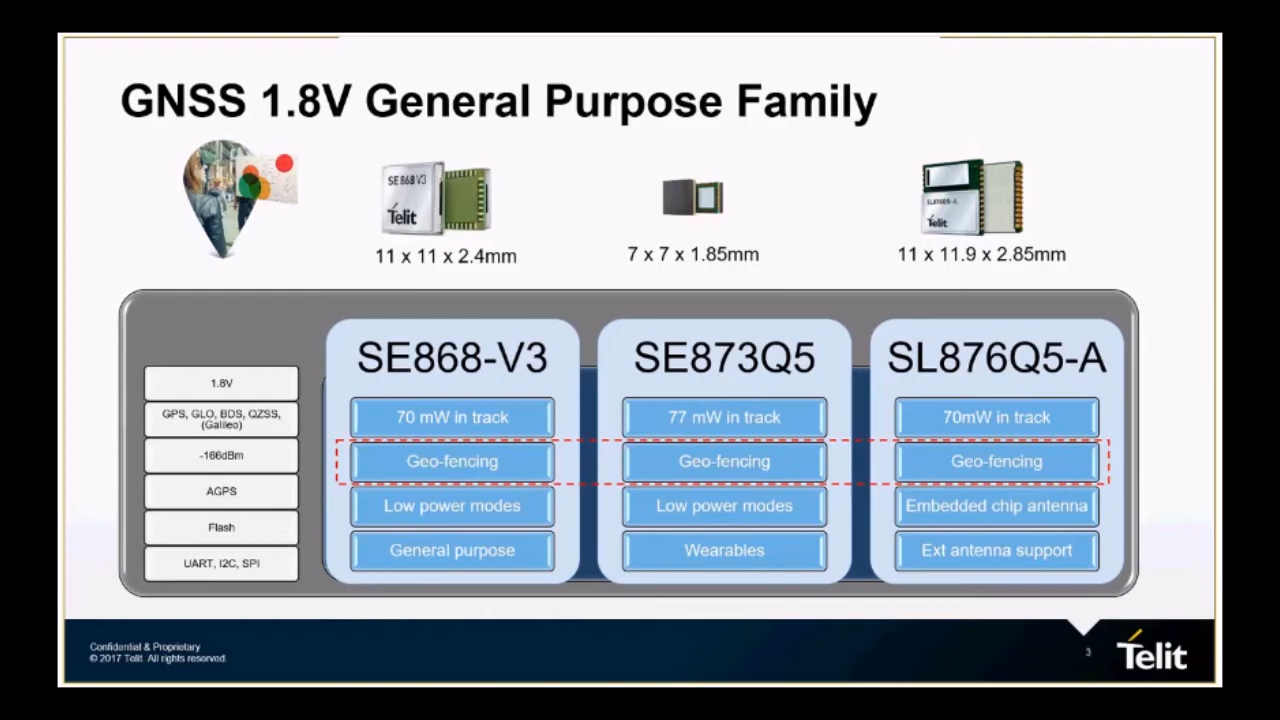 GNSS 1.8V General Purpose Family
SE868 V3
Telit
SL876Q5-A
Telit
11 x 11 x 2.4mm
7 x 7 x 1.85mm
11 x 11.9 x 2.85mm
SE868-V3
SE873Q5
SL876Q5-A
1.8V
GPS, GLO, BDS, QZSS,
(Galileo)
-166dBm
AGPS
Flash
UART, I2C, SPI
70 mW in track
Geo-fencing
Low power modes
General purpose
77 mW in track
Geo-fencing
Low power modes
Wearables
70mW in track
Geo-fencing
Embedded chip antenna
Ext antenna support
Confidential & Proprietary
© 2017 Telit. All rights reserved.
3
Telit